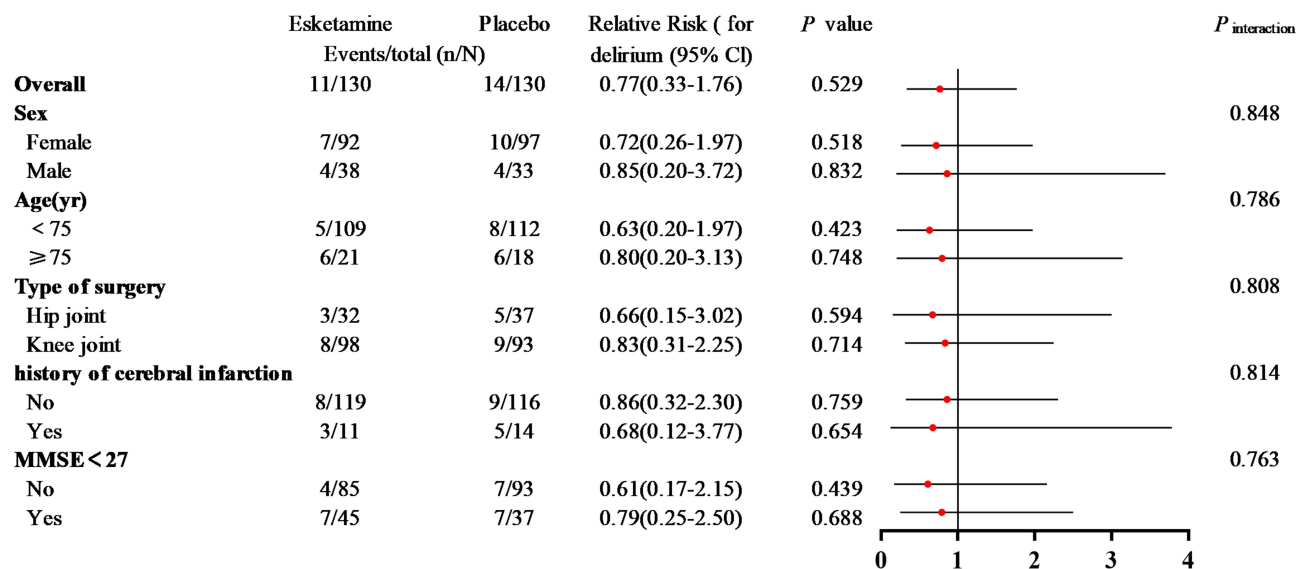 Esketamine Placebo Relative Risk ( for P value P interaction
Events/total (n/N) delirium (95% CI)
Overall 11/130 14/130 0.77(0.33-1.76) 0.529
Sex 0.848
Female 7/92 10/97 0.72(0.26-1.97) 0.518
Male 4/38 4/33 0.85(0.20-3.72) 0.832
Age(yr) 0.786
<75 5/109 8/112 0.63(0.20-1.97) 0.423
⩾75 6/21 6/18 0.80(0.20-3.13) 0.748
Type of surgery 0.808
Hip joint 3/32 5/37 0.66(0.15-3.02) 0.594
Knee joint 8/98 9/93 0.83(0.31-2.25) 0.714
history of cerebral infarction 0.814
No 8/119 9/116 0.86(0.32-2.30) 0.759
Yes 3/11 5/14 0.68(0.12-3.77) 0.654
MMSE<27 0.763
No 4/85 7/93 0.61(0.17-2.15) 0.439
Yes 7/45 7/37 0.79(0.25-2.50) 0.688
0 1 2 3 4